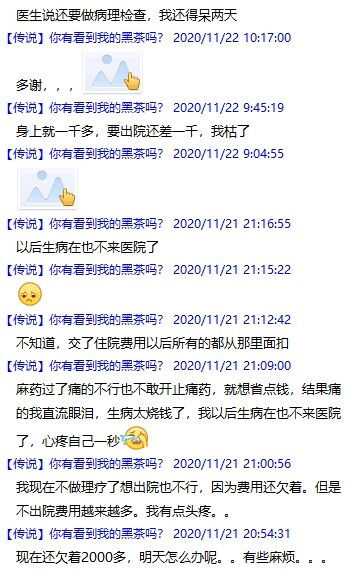 医生说还要做病理检查，我还得呆两天
【传说】你有看到我的黑茶吗? 2020/11/22 10:17:00
多谢，，，
【传说】你有看到我的黑茶吗? 2020/11/22 9:45:19
身上就一千多，要出院还差一千，我枯了
【传说】你有看到我的黑茶吗? 2020/11/22 9:04:55
【传说】你有看到我的黑茶吗? 2020/11/21 21:16:55
以后生病在也不来医院了
【传说】你有看到我的黑茶吗? 2020/11/21 21:15:22
【传说】你有看到我的黑茶吗? 2020/11/21 21:12:42
不知道，交了住院费用以后所有的都从那里面扣
【传说】你有看到我的黑茶吗? 2020/11/21 21:09:00
麻药过了痛的不行也不敢开止痛药，就想省点钱，结果痛
的我直流眼泪，生病太烧钱了，我以后生病在也不来医院
了，心疼自己一秒
【传说】你有看到我的黑茶吗? 2020/11/21 21:00:56
我现在不做理疗了想出院也不行，因为费用还欠着。但是
不出院费用越来越多。我有点头疼。。
【传说】你有看到我的黑茶吗? 2020/11/21 20:54:31
现在还欠着2000多，明天怎么办呢。。有些麻烦。。。